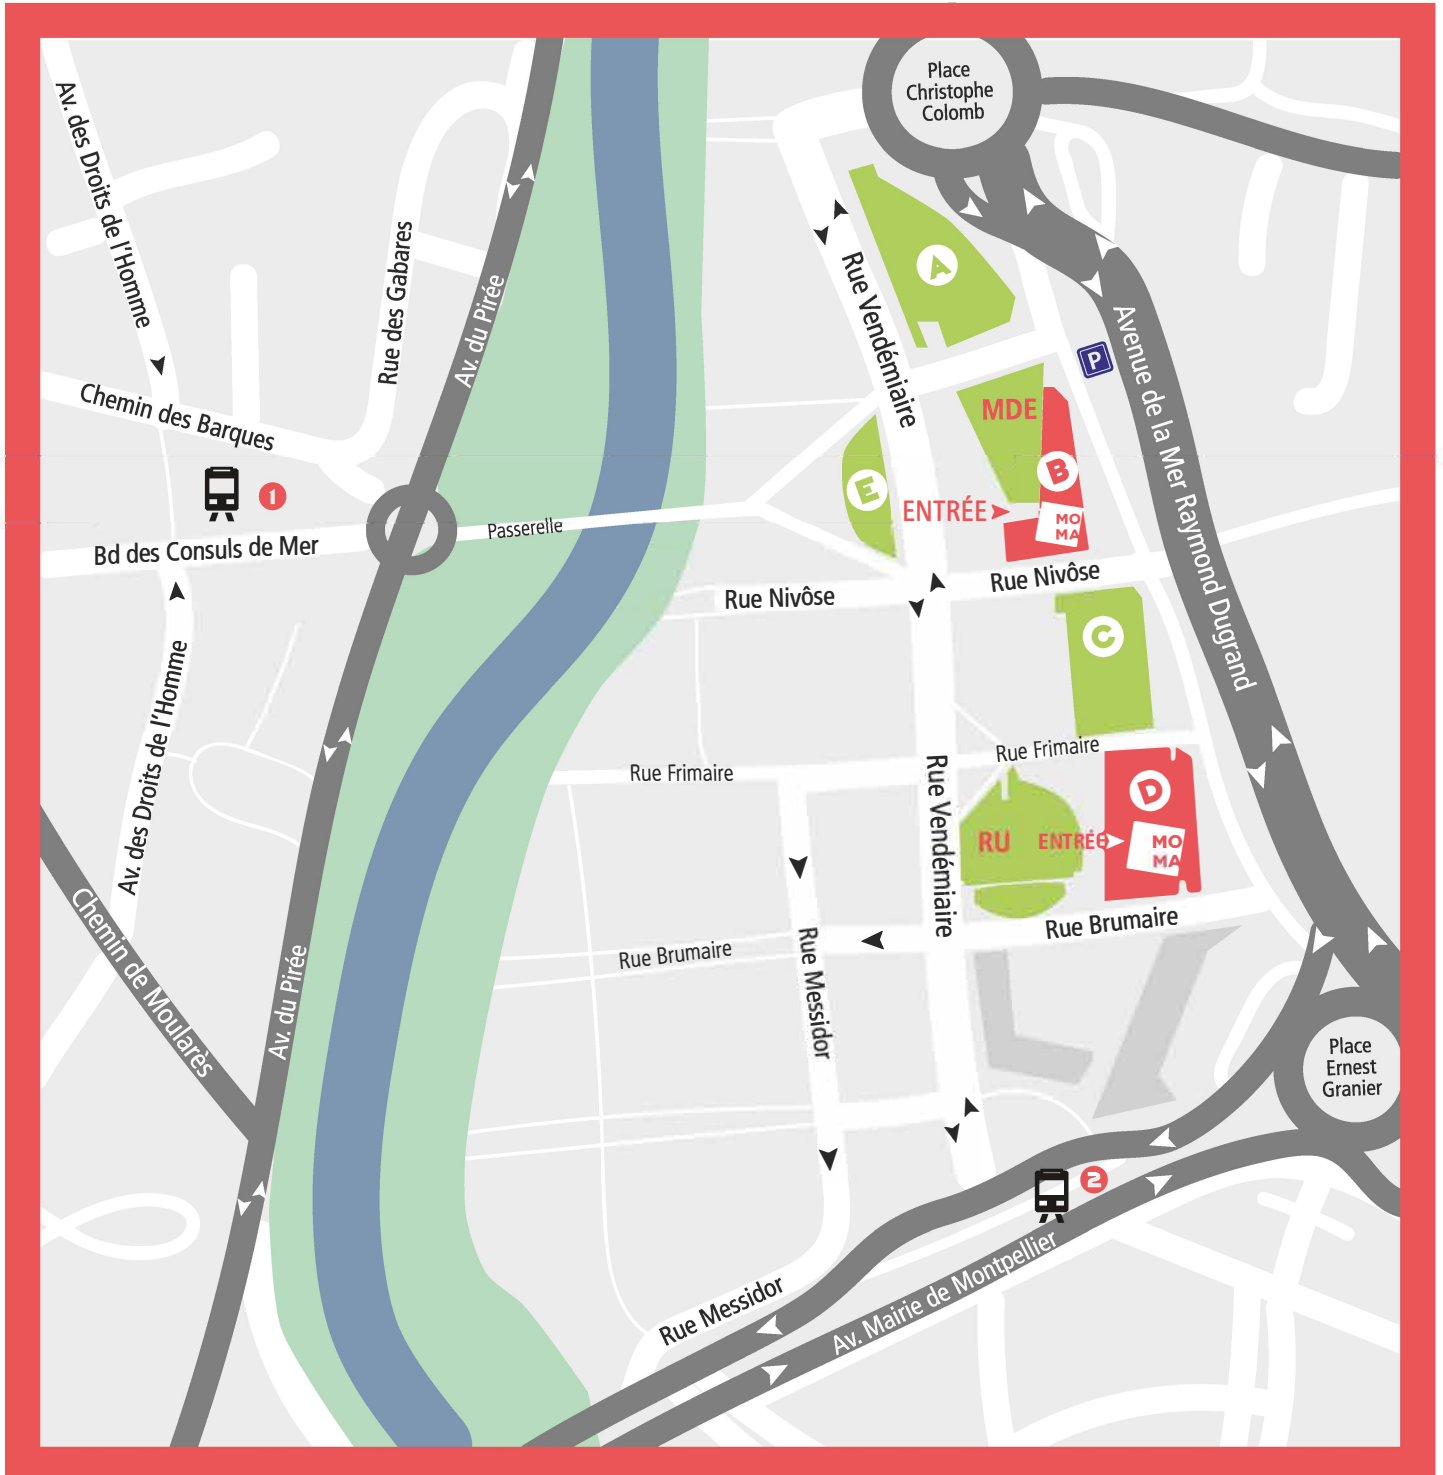 Place
Christophe
Colomb
Av. des Droits de l'Homme
Rue des Gabares
Av. du Pirée
Rue Vendémiaire
A
P
Avenue de la Mer Raymond Dugrand
Chemin des Barques
MDE
B
E
ENTRÉE
MO
MA
1
Passerelle
Bd des Consuls de Mer
Rue Nivôse
Rue Nivôse
C
Av. des Droits de l'Homme
Rue Frimaire
Rue Frimaire
Rue Vendémiaire
D
RU
ENTRÉE
MO
MA
Rue Brumaire
Rue Brumaire
Rue Messidor
Chemin de Moularès
Av. du Pirée
Place
Ernest
Granier
2
Av. Mairie de Montpellier
Rue Messidor